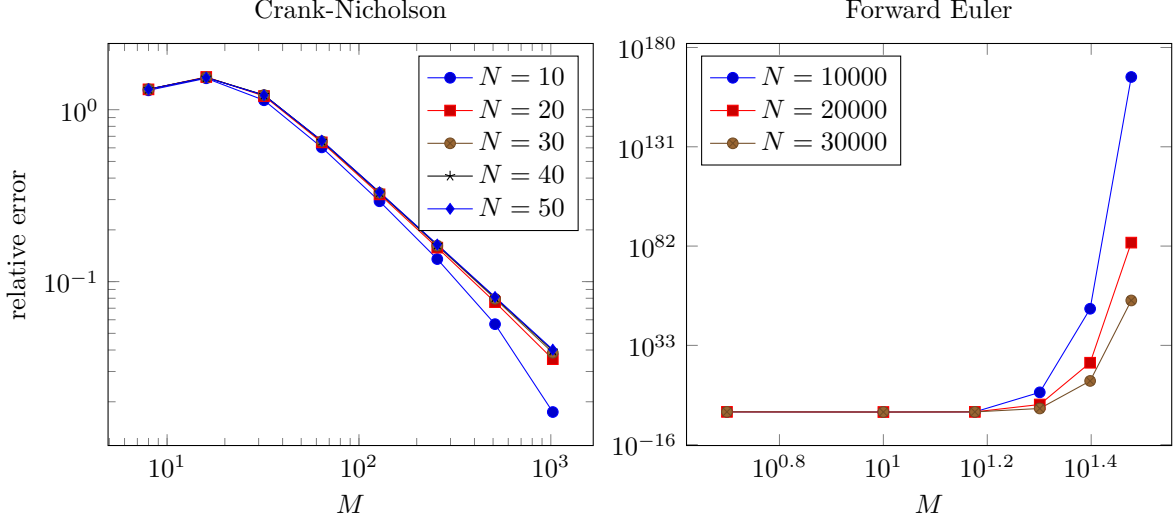 Crank-Nicholson
relative error
10^0
10^−1
10^1
10^2
10^3
M
N = 10
N = 20
N = 30
N = 40
N = 50
Forward Euler
10^180
10^131
10^82
10^33
10^−16
10^0.8
10^1
10^1.2
10^1.4
M
N = 10000
N = 20000
N = 30000